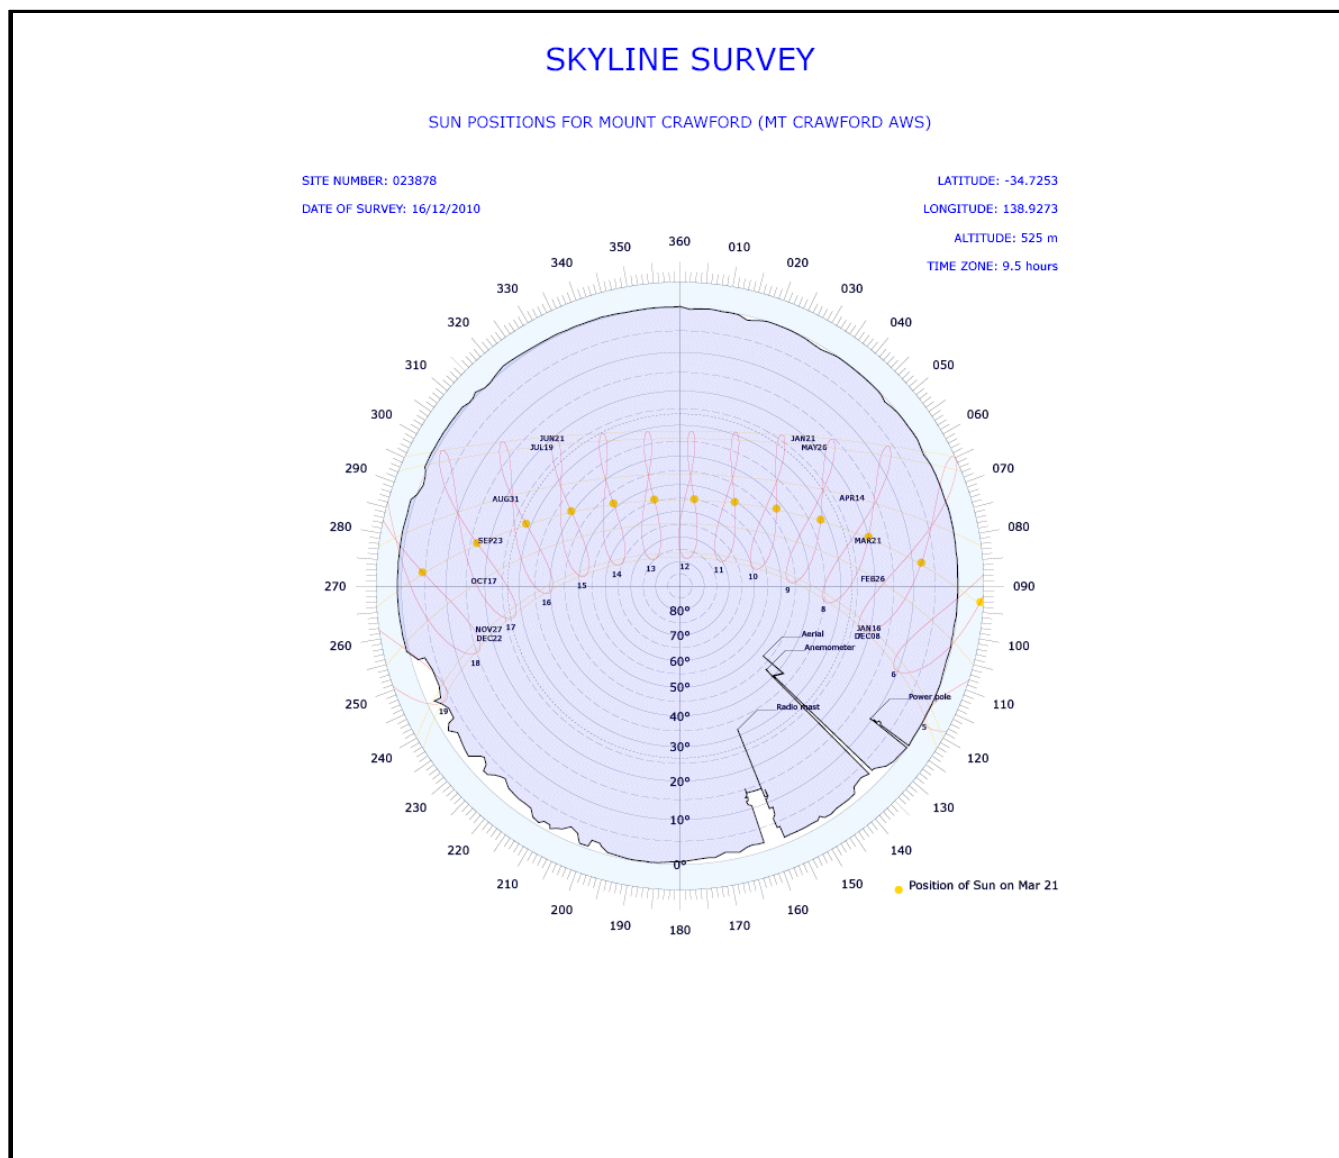 SKYLINE SURVEY
SUN POSITIONS FOR MOUNT CRAWFORD (MT CRAWFORD AWS)
SITE NUMBER: 023878
LATITUDE: -34.7253
DATE OF SURVEY: 16/12/2010
LONGITUDE: 138.9273
ALTITUDE: 525 m
TIME ZONE: 9.5 hours
360
350
010
340
020
330
030
320
040
310
050
300
060
290
070
280
080
270
090
260
100
250
110
240
120
230
130
220
140
210
150
200
160
190
170
180
JUN21
JAN21
JUL19
MAY26
AUG31
APR14
SEP23
MAR21
OCT17
FEB26
NOV27
JAN16
DEC22
DEC08
19
18
17
16
15
14
13
12
11
10
9
8
7
6
5
80°
70°
60°
50°
40°
30°
20°
10°
0°
Aerial
Anemometer
Power pole
Radio mast
Position of Sun on Mar 21